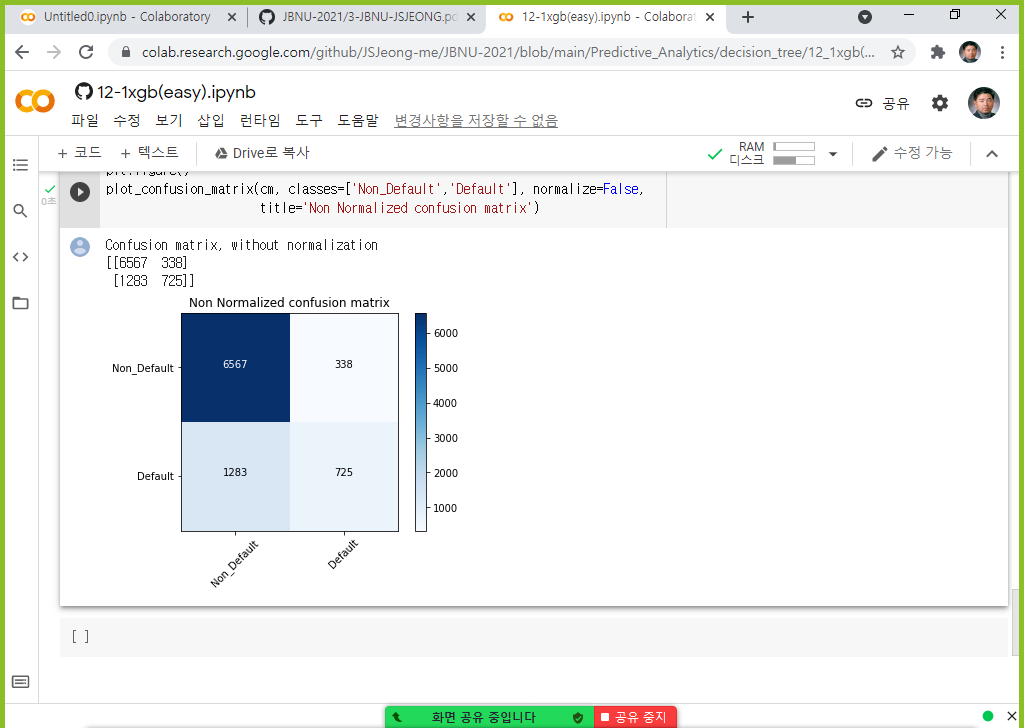 Untitled0.ipynb - Colaboratory
JBNU-2021/3-JBNU-JSJEONG.pd
12-1xgb(easy).ipynb - Colaborat
colab.research.google.com/github/JSJeong-me/JBNU-2021/blob/main/Predictive_Analytics/decision_tree/12_1xgb(...
12-1xgb(easy).ipynb
파일 수정 보기 삽입 런타임 도구 도움말 변경사항을 저장할 수 없음
공유
+ 코드 + 텍스트 Drive로 복사
RAM
디스크
수정 가능
0초
plt.figure()
plot_confusion_matrix(cm, classes=['Non_Default','Default'], normalize=False,
title='Non Normalized confusion matrix')
Confusion matrix, without normalization
[[6567 338]
[1283 725]]
Non Normalized confusion matrix
Non_Default
6567
338
Default
1283
725
Non_Default
Default
6000
5000
4000
3000
2000
1000
[ ]
화면 공유 중입니다
공유 중지